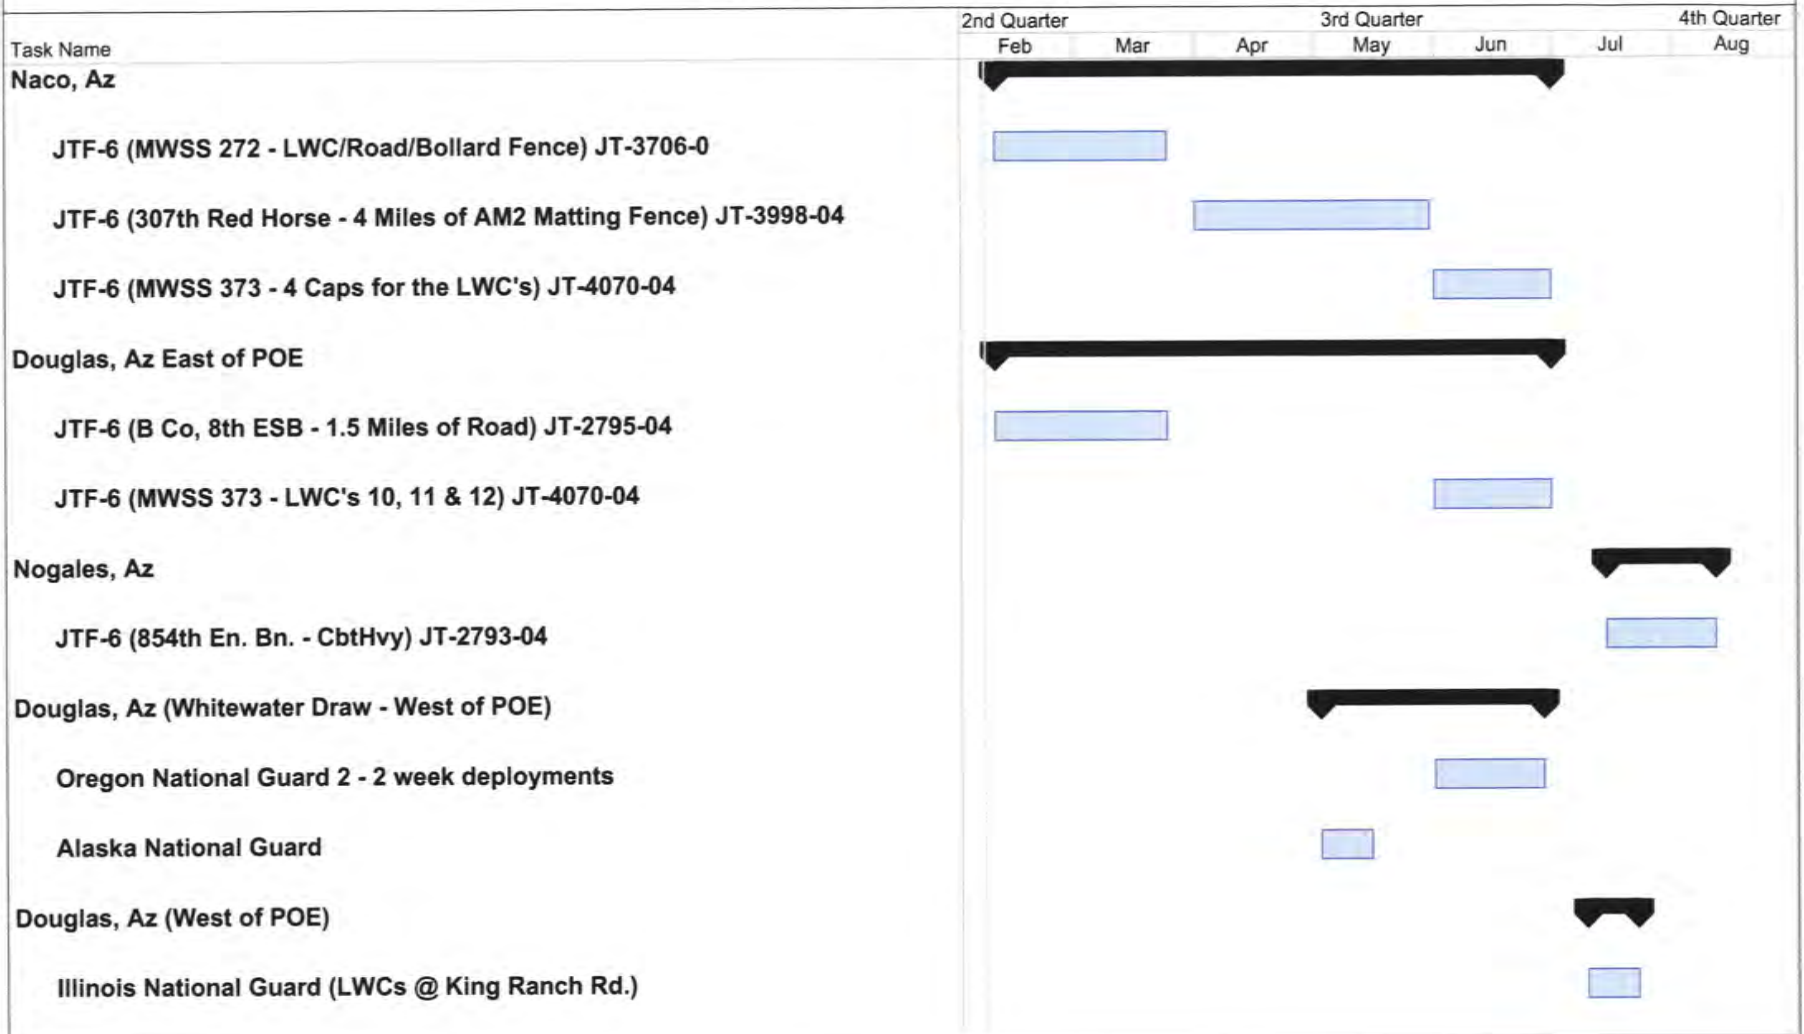 2nd Quarter 3rd Quarter 4th Quarter
Task Name Feb Mar Apr May Jun Jul Aug
Naco, Az
JTF-6 (MWSS 272 - LWC/Road/Bollard Fence) JT-3706-0
JTF-6 (307th Red Horse - 4 Miles of AM2 Matting Fence) JT-3998-04
JTF-6 (MWSS 373 - 4 Caps for the LWC's) JT-4070-04
Douglas, Az East of POE
JTF-6 (B Co, 8th ESB - 1.5 Miles of Road) JT-2795-04
JTF-6 (MWSS 373 - LWC's 10, 11 & 12) JT-4070-04
Nogales, Az
JTF-6 (854th En. Bn. - CbtHvy) JT-2793-04
Douglas, Az (Whitewater Draw - West of POE)
Oregon National Guard 2 - 2 week deployments
Alaska National Guard
Douglas, Az (West of POE)
Illinois National Guard (LWCs @ King Ranch Rd.)